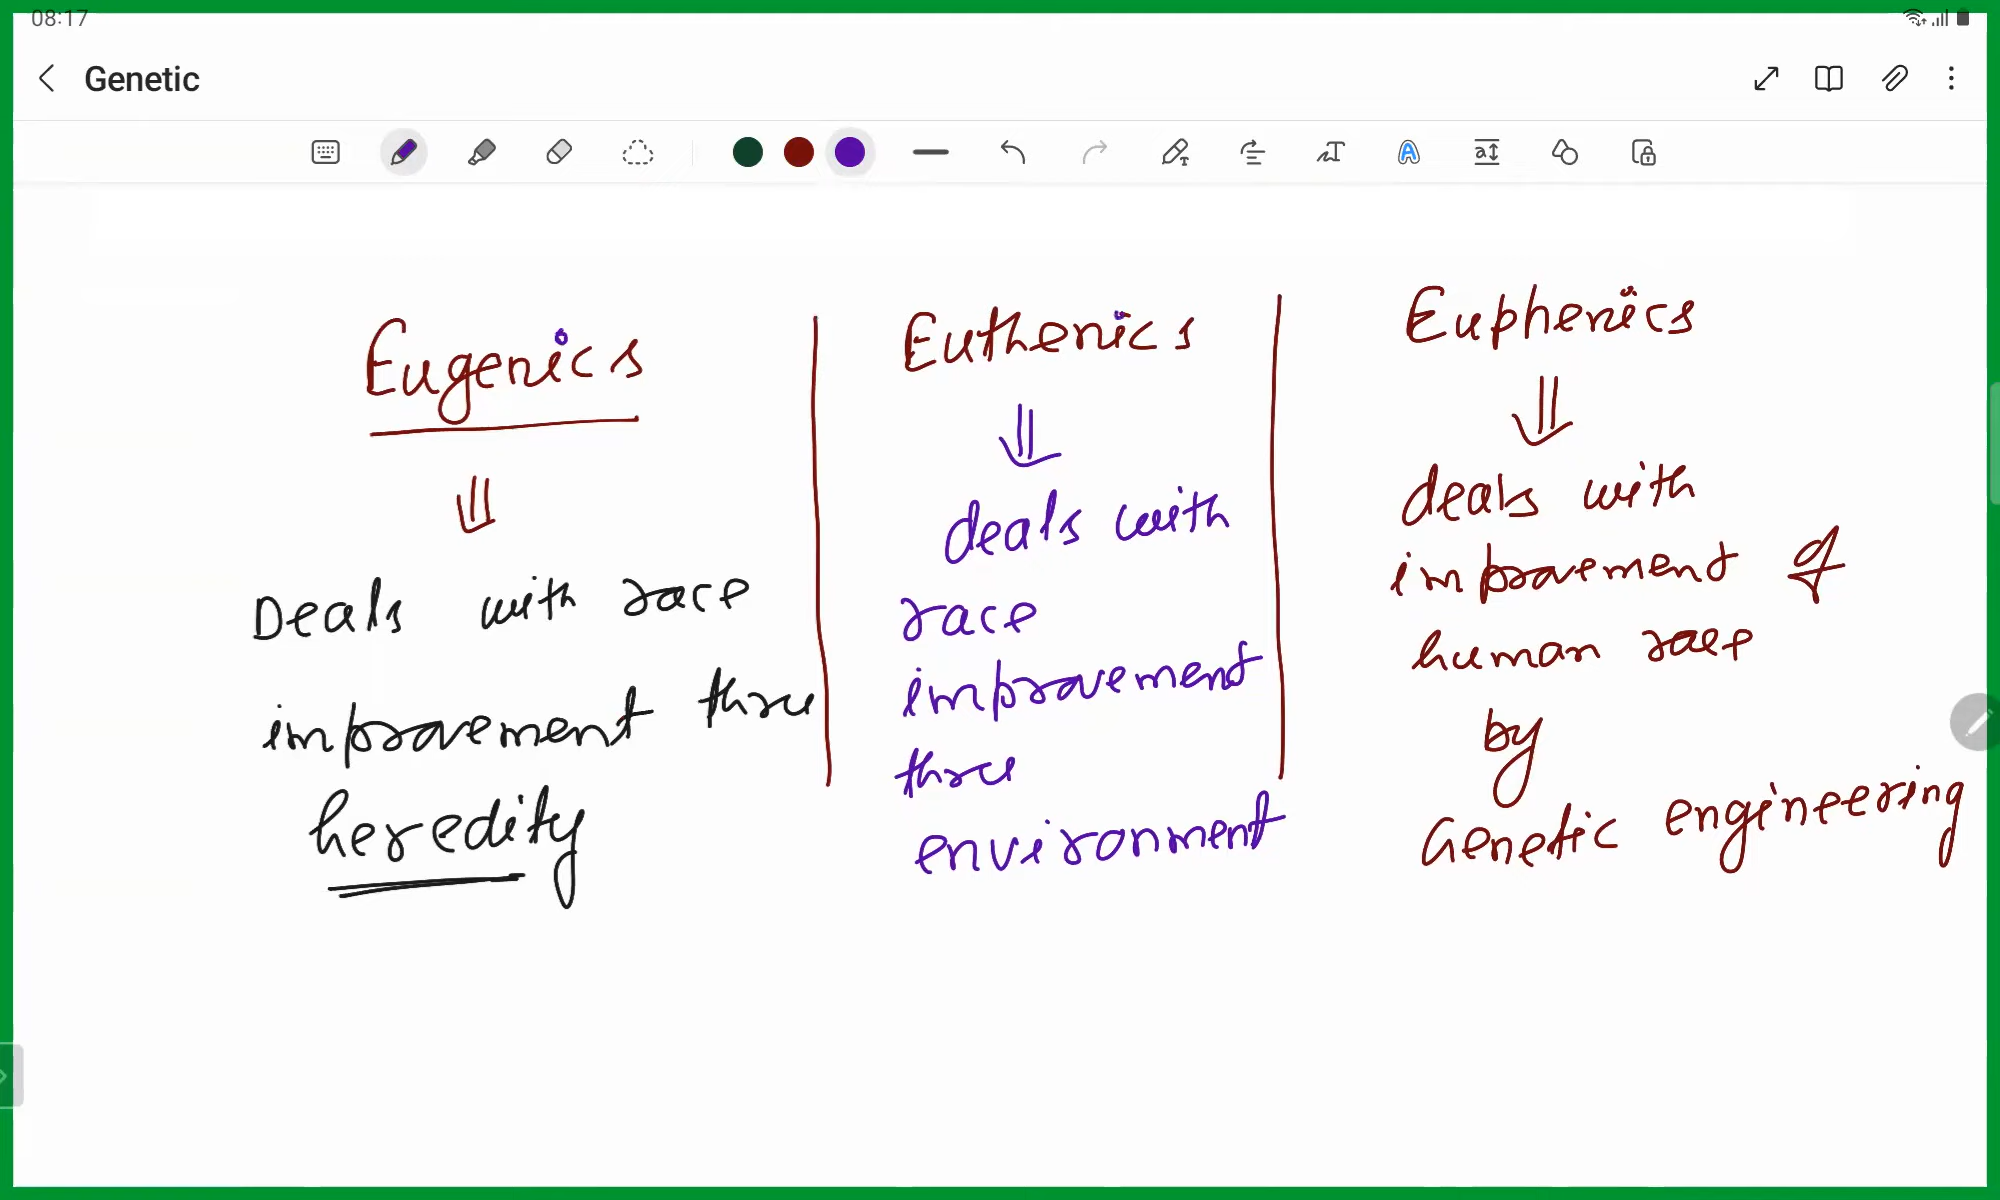 08:17
Genetic
Eugenics
Deals with race
improvement thru
heredity
Euthenics
deals with
race
improvement
thru
environment
Euphenics
deals with
improvement of
human race
by
Genetic engineering